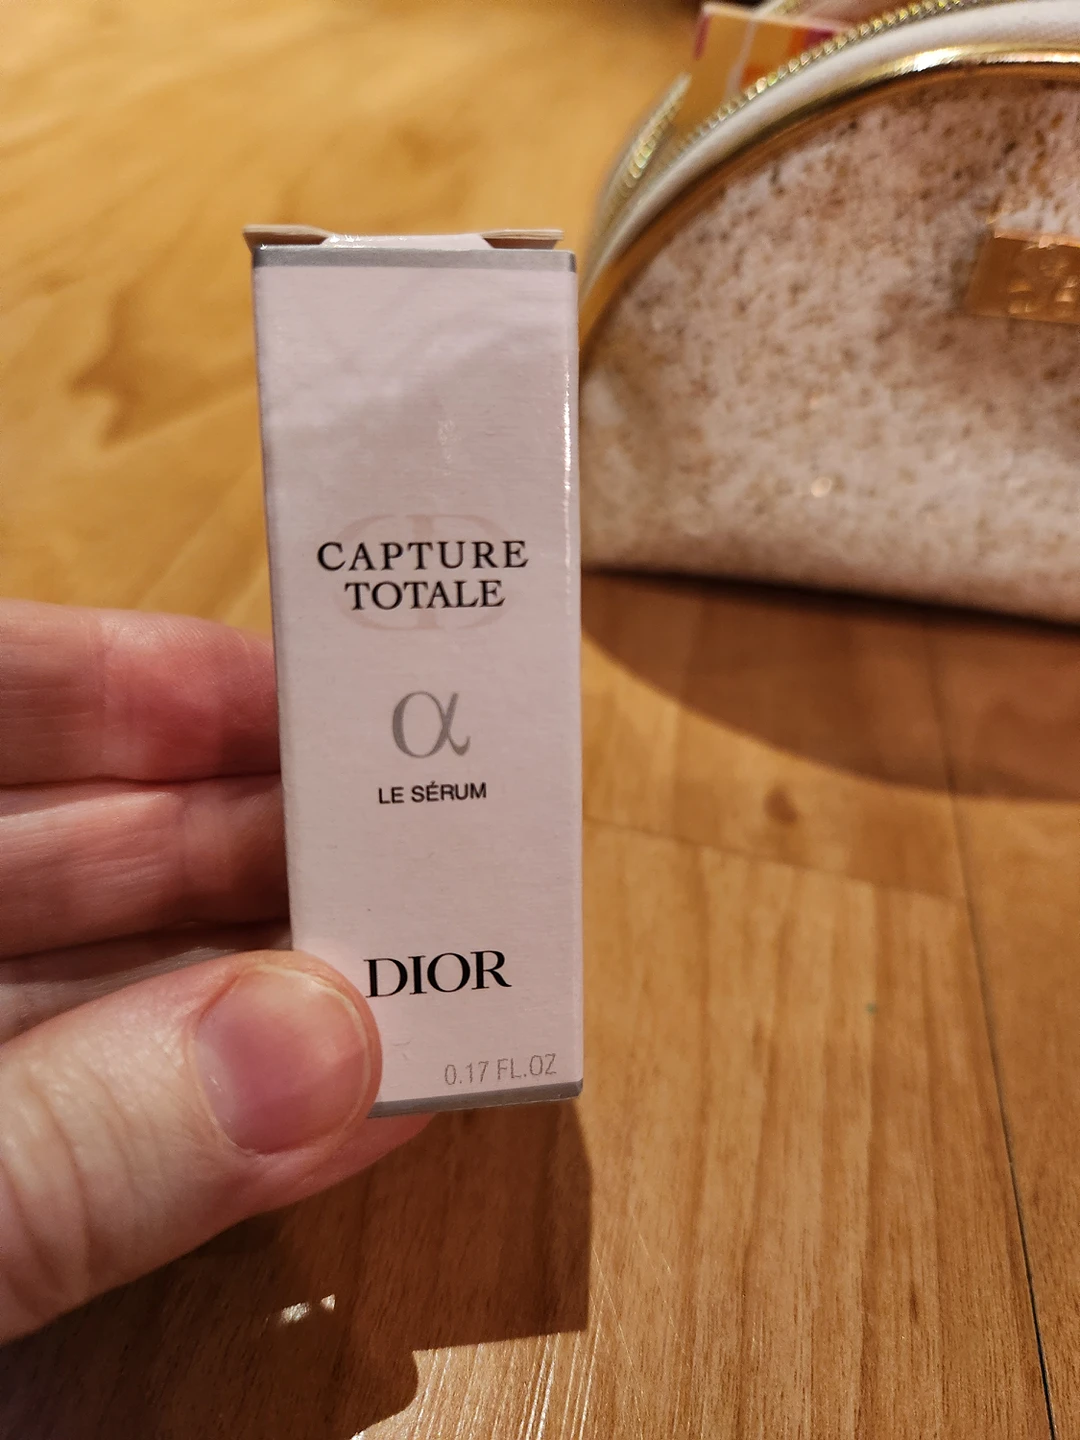 CAPTURE
TOTALE
α
LE SÉRUM
DIOR
0.17 FL.OZ